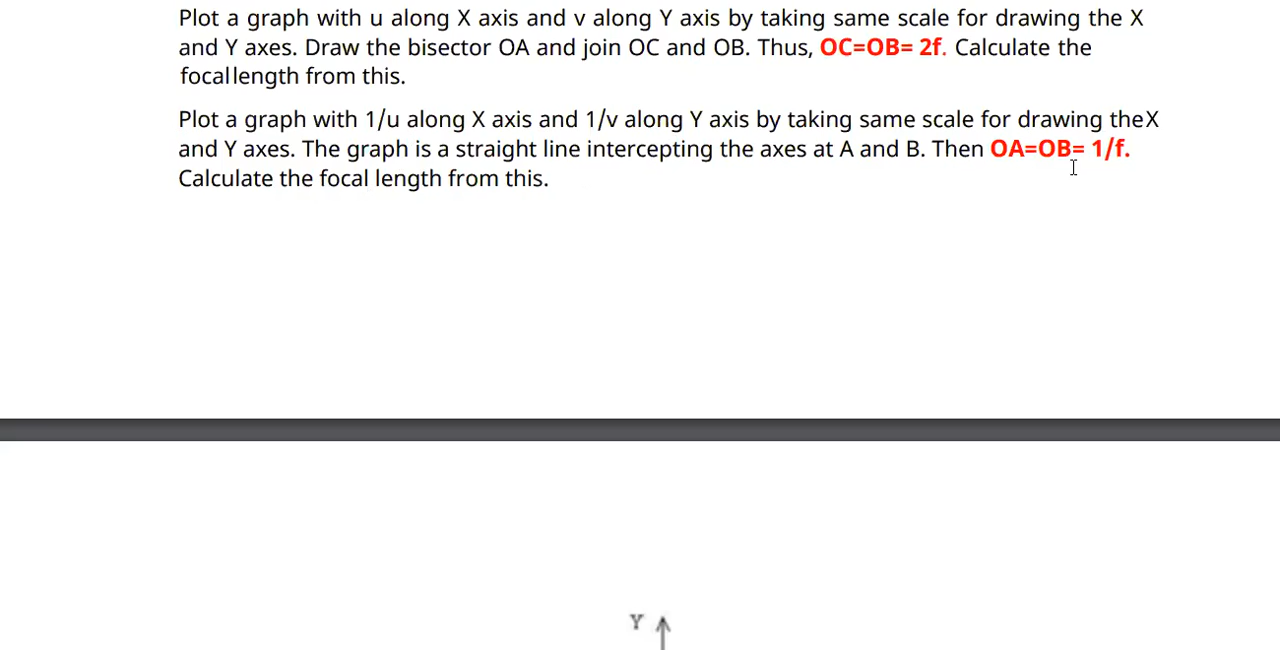 Plot a graph with u along X axis and v along Y axis by taking same scale for drawing the X
and Y axes. Draw the bisector OA and join OC and OB. Thus, OC=OB= 2f. Calculate the
focallength from this.
Plot a graph with 1/u along X axis and 1/v along Y axis by taking same scale for drawing theX
and Y axes. The graph is a straight line intercepting the axes at A and B. Then OA=OB= 1/f.
Calculate the focal length from this.
Y